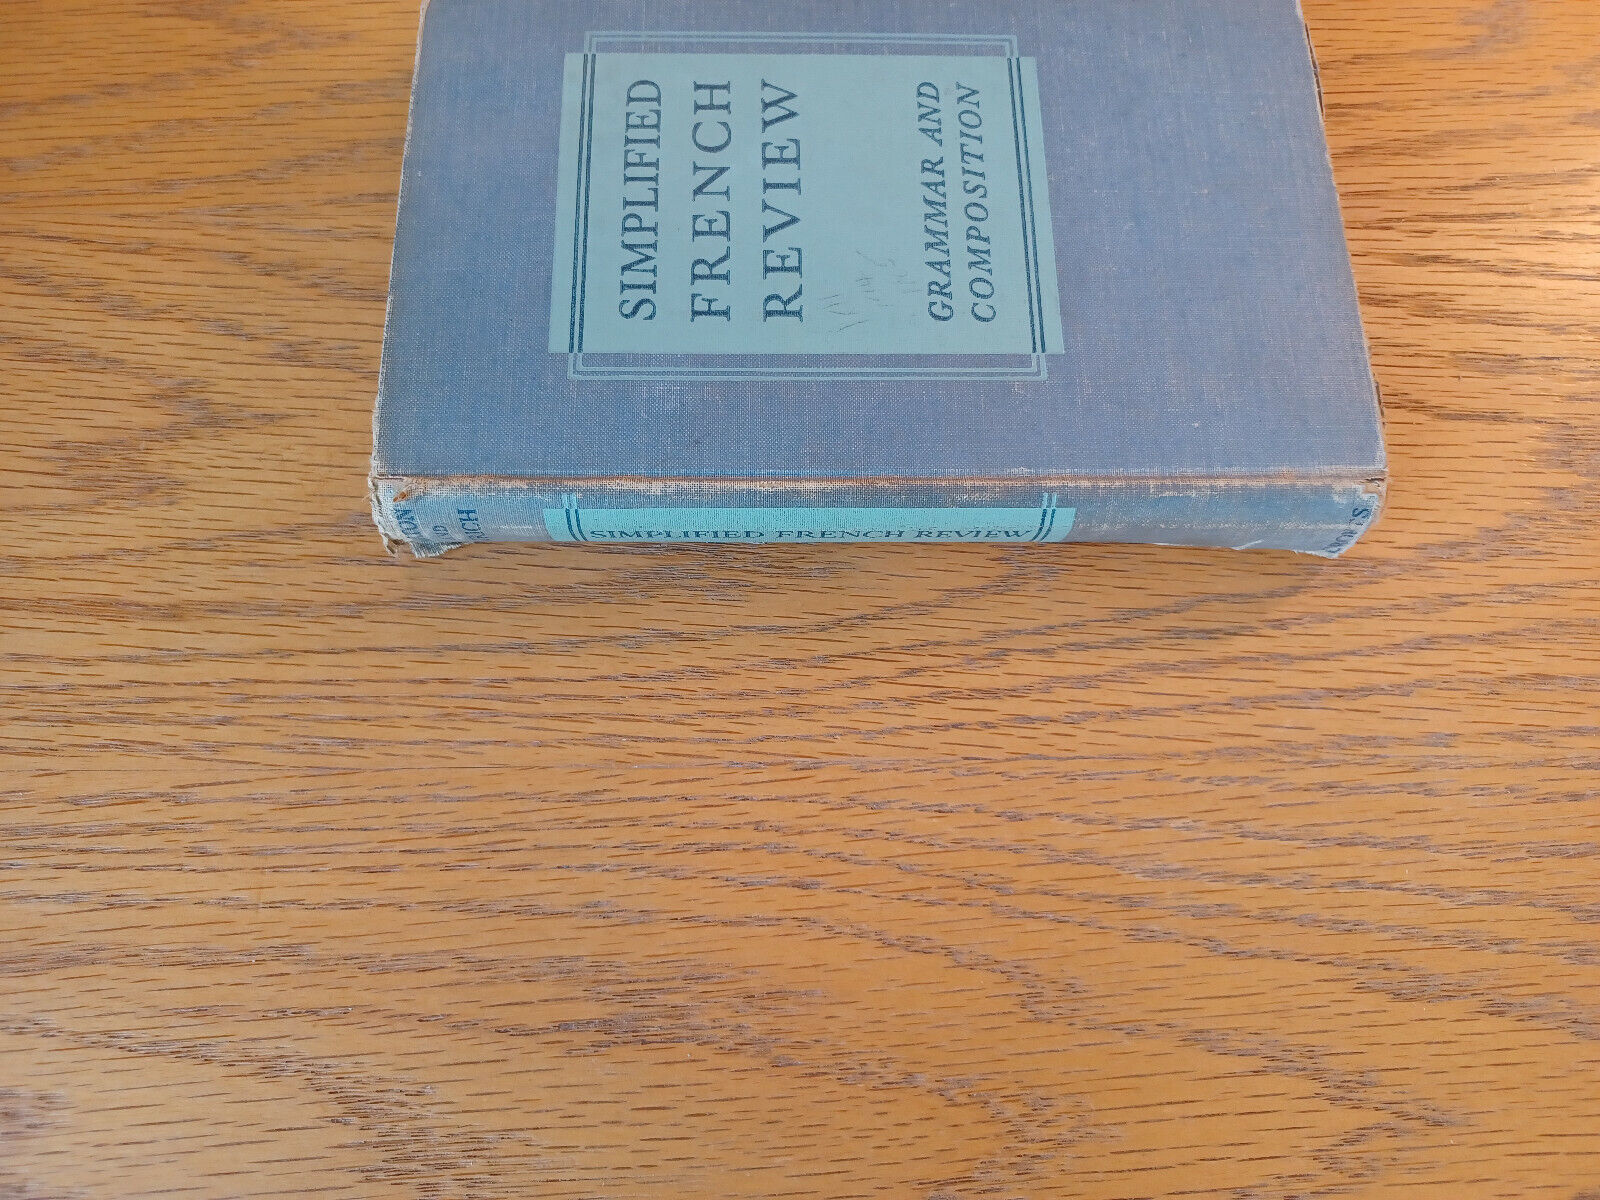 SIMPLIFIED
FRENCH
REVIEW
GRAMMAR AND
COMPOSITION
SIMPLIFIED FRENCH REVIEW